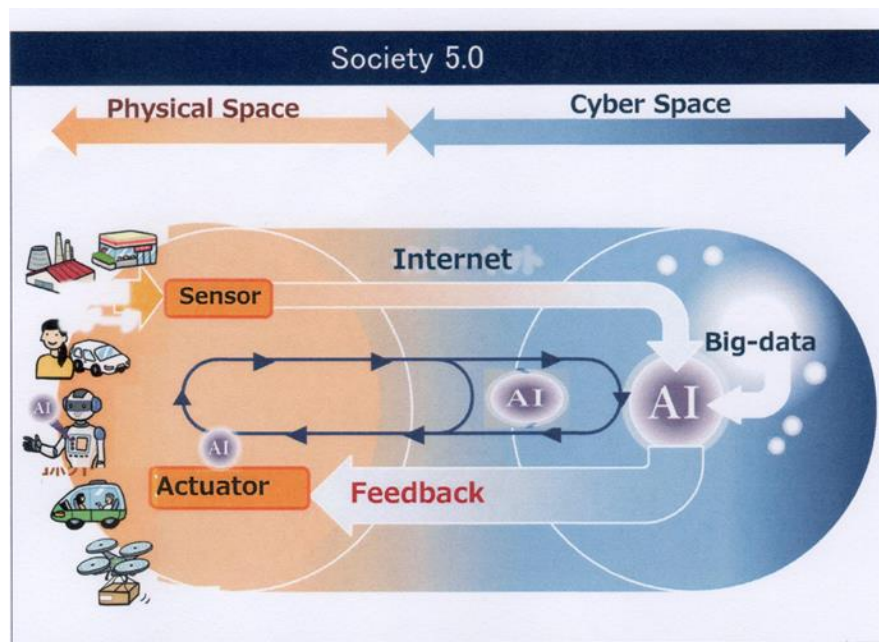 Society 5.0
Physical Space
Cyber Space
Internet
Sensor
Big-data
AI
AI
AI
AI
Actuator
Feedback